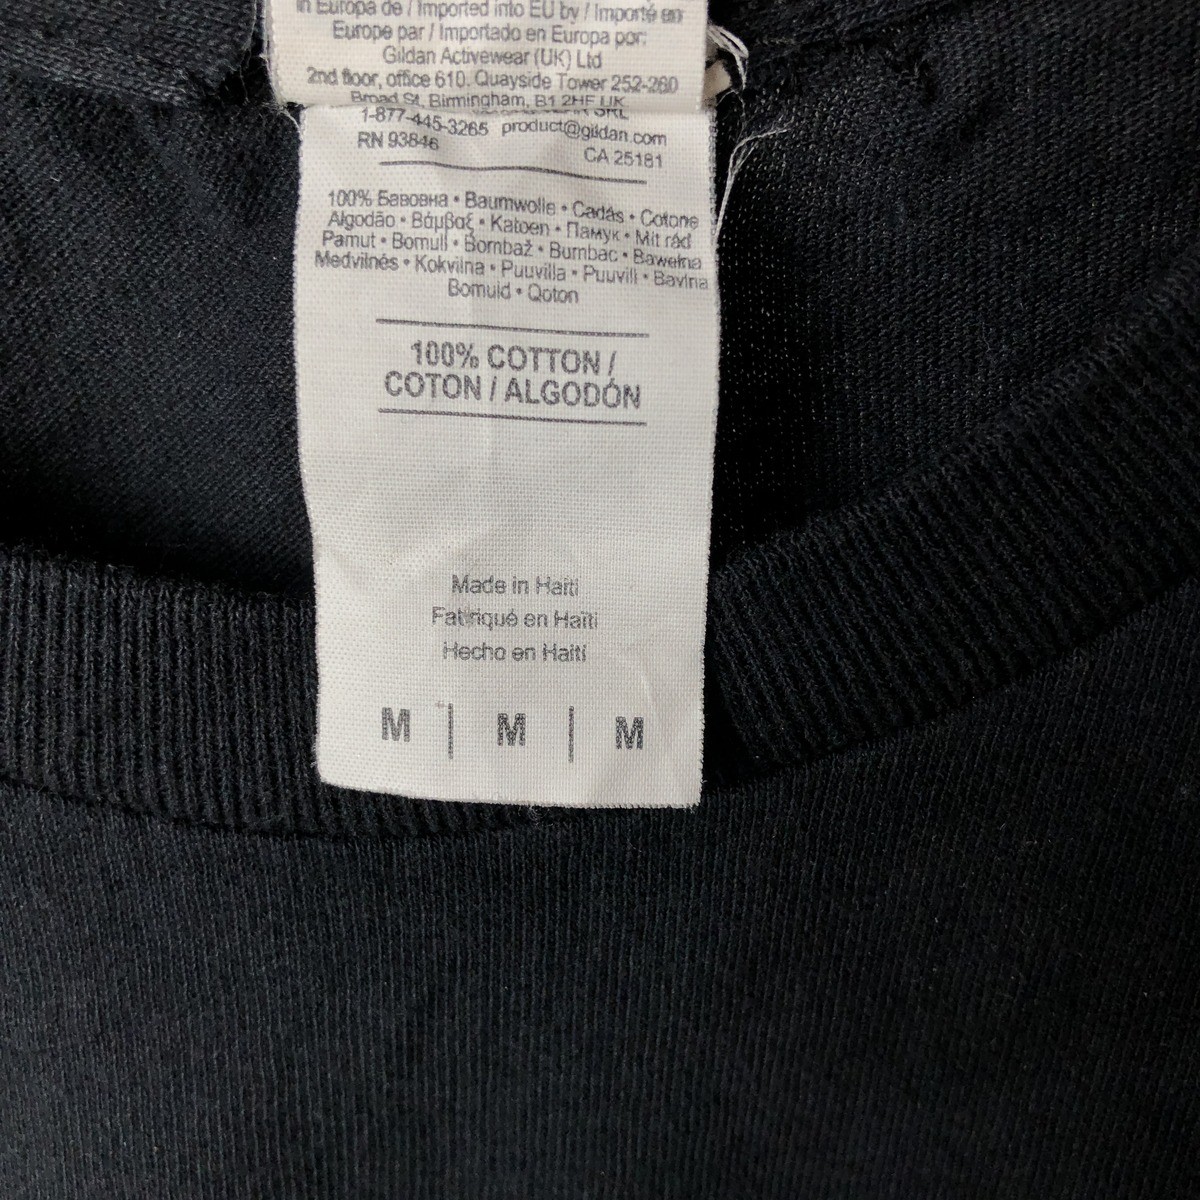 in Europa de / Imported into EU by / Importé en
Europe par / Importado en Europa por:
Gildan Activewear (UK) Ltd
2nd floor, office 610. Quayside Tower 252-260
Broad St, Birmingham, B1 2HF UK
SRL
1-877-445-3265 product@gildan.com
RN 93846 CA 25181
100% Бавовна • Baumwolle • Cadás • Cotone
Algodão • Βάμβαξ • Katoen • Памук • Mit rád
Pamut • Bomull • Bombaž • Bumbac • Bawełna
Medvilnės • Kokvilna • Puuvilla • Puuvill • Bavlna
Bomuld • Qoton
100% COTTON /
COTON / ALGODÓN
Made in Haiti
Fabriqué en Haïti
Hecho en Haití
M | M | M